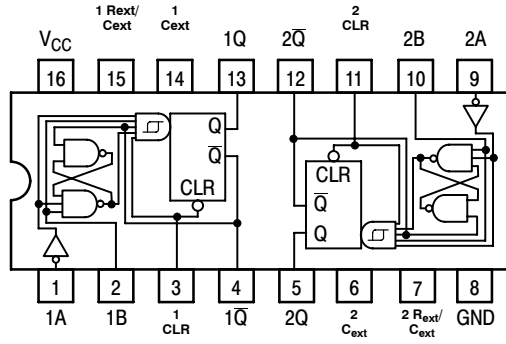 1 Rext/ 1 2
Cext Cext CLR
VCC 1Q 2Q̅ 2B 2A
16 15 14 13 12 11 10 9
Q
Q̅ CLR
CLR Q̅
Q
1 2 3 4 5 6 7 8
1A 1B 1 CLR 1Q̅ 2Q 2 Cext 2 Rext/ Cext GND